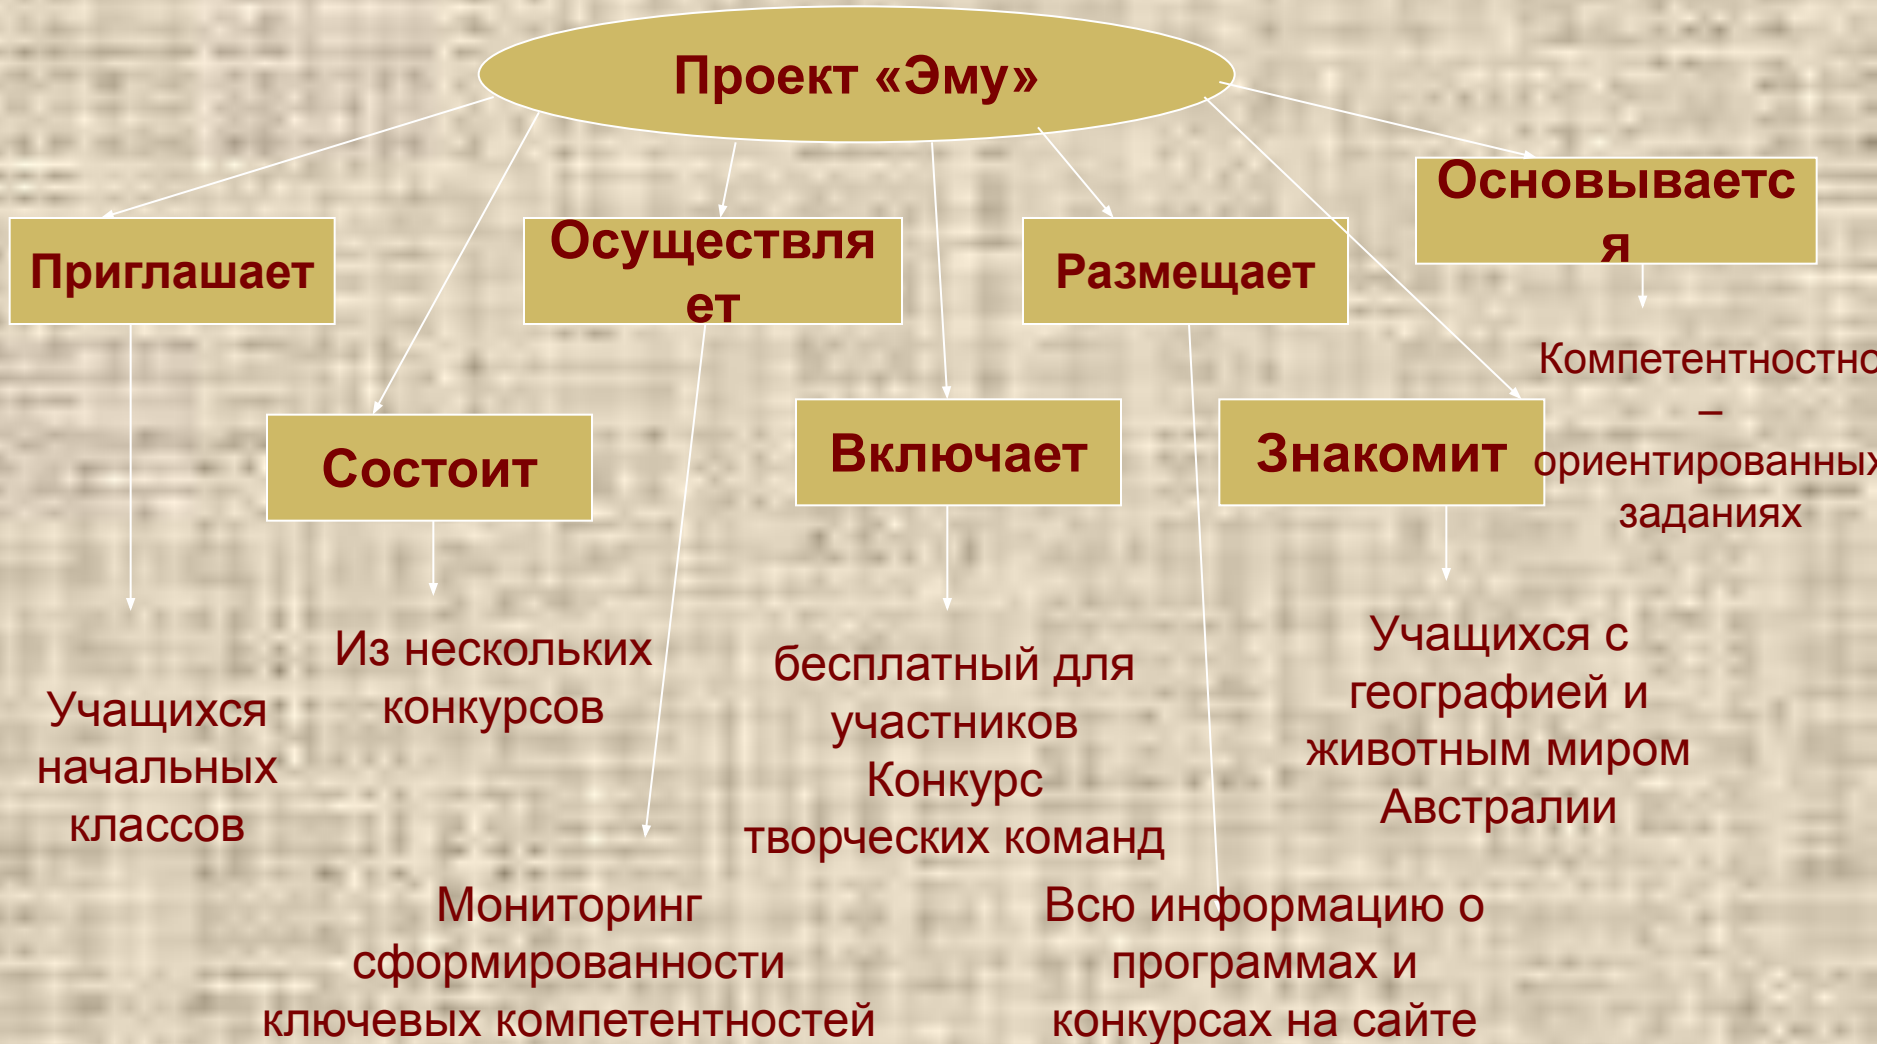 Проект «Эму»
Приглашает
Осуществля
ет
Размещает
Основываетс
я
Состоит
Включает
Знакомит
Компетентностно
–
ориентированных
заданиях
Учащихся
начальных
классов
Из нескольких
конкурсов
бесплатный для
участников
Конкурс
творческих команд
Учащихся с
географией и
животным миром
Австралии
Мониторинг
сформированности
ключевых компетентностей
Всю информацию о
программах и
конкурсах на сайте